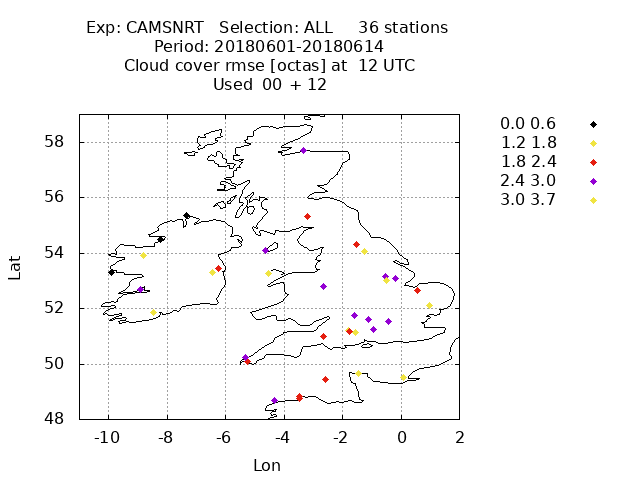 Exp: CAMSNRT Selection: ALL 36 stations
Period: 20180601-20180614
Cloud cover rmse [octas] at 12 UTC
Used 00 + 12
0.0 0.6
1.2 1.8
1.8 2.4
2.4 3.0
3.0 3.7
58
56
54
52
50
48
Lat
-10 -8 -6 -4 -2 0 2
Lon